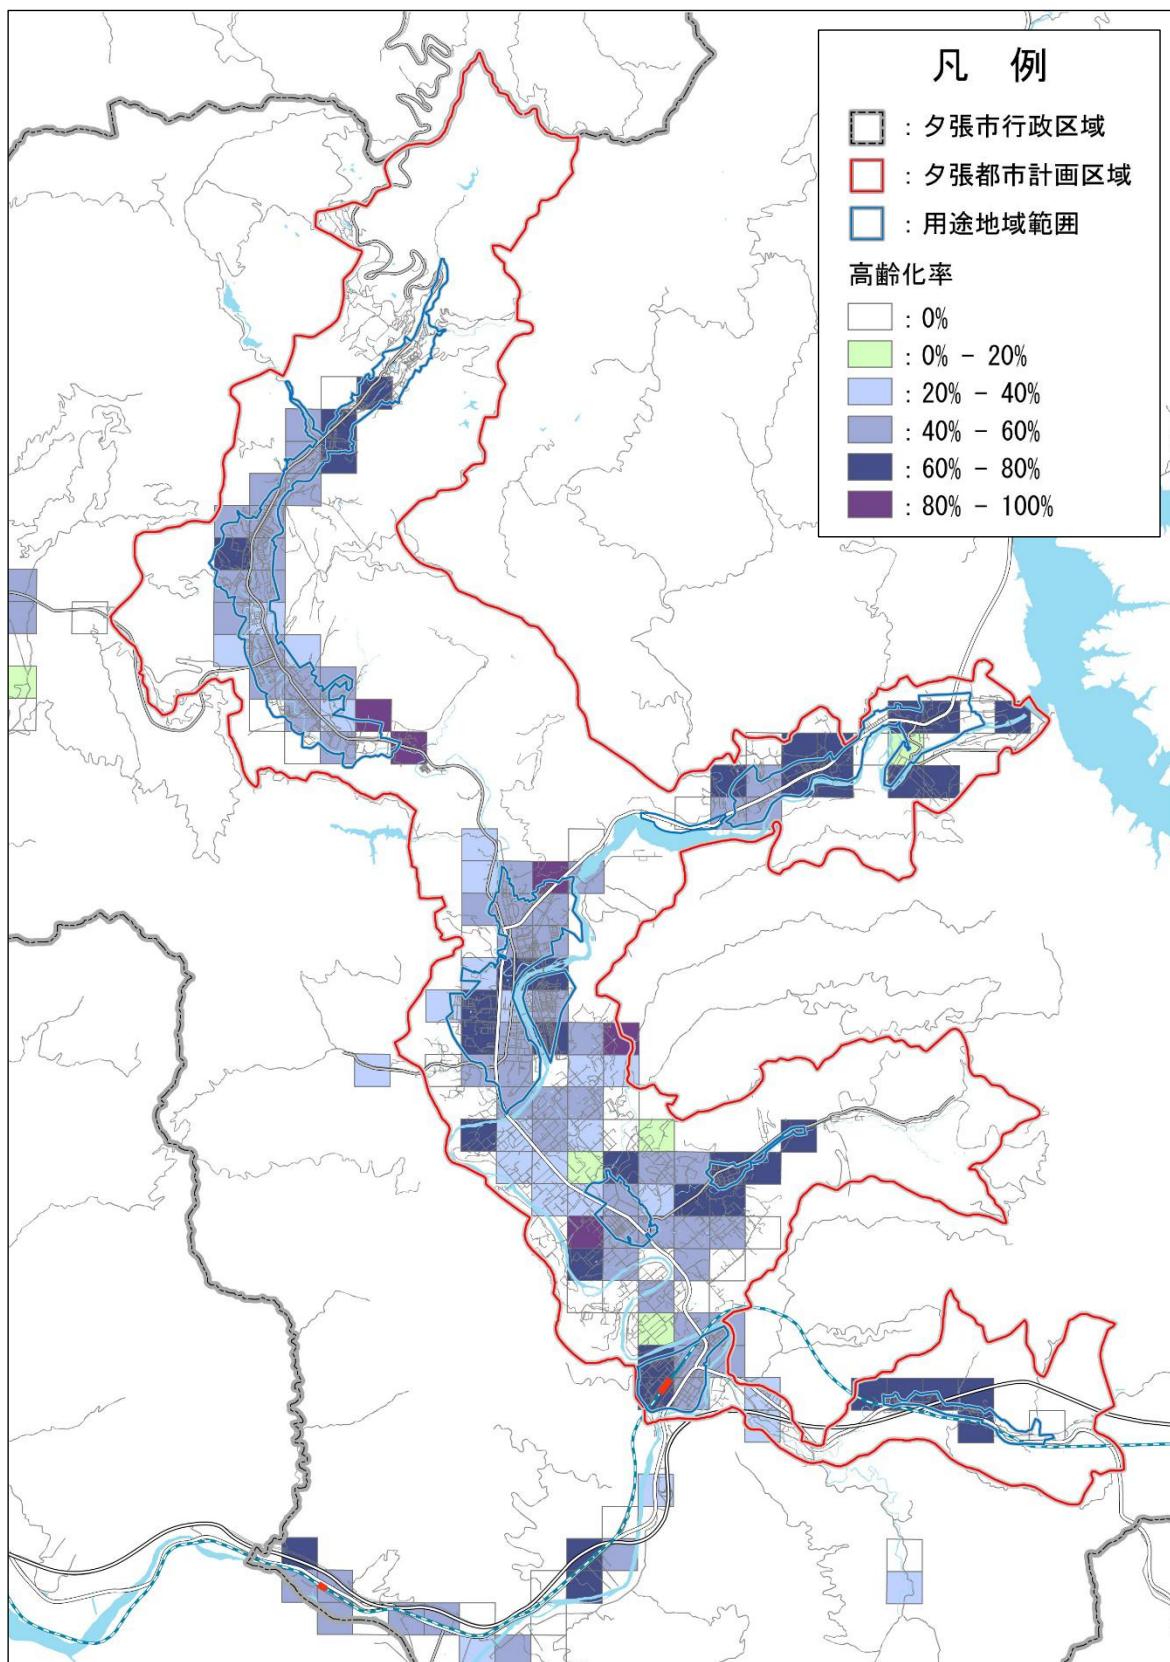 凡 例
: 夕張市行政区域
: 夕張都市計画区域
: 用途地域範囲
高齢化率
: 0%
: 0% - 20%
: 20% - 40%
: 40% - 60%
: 60% - 80%
: 80% - 100%